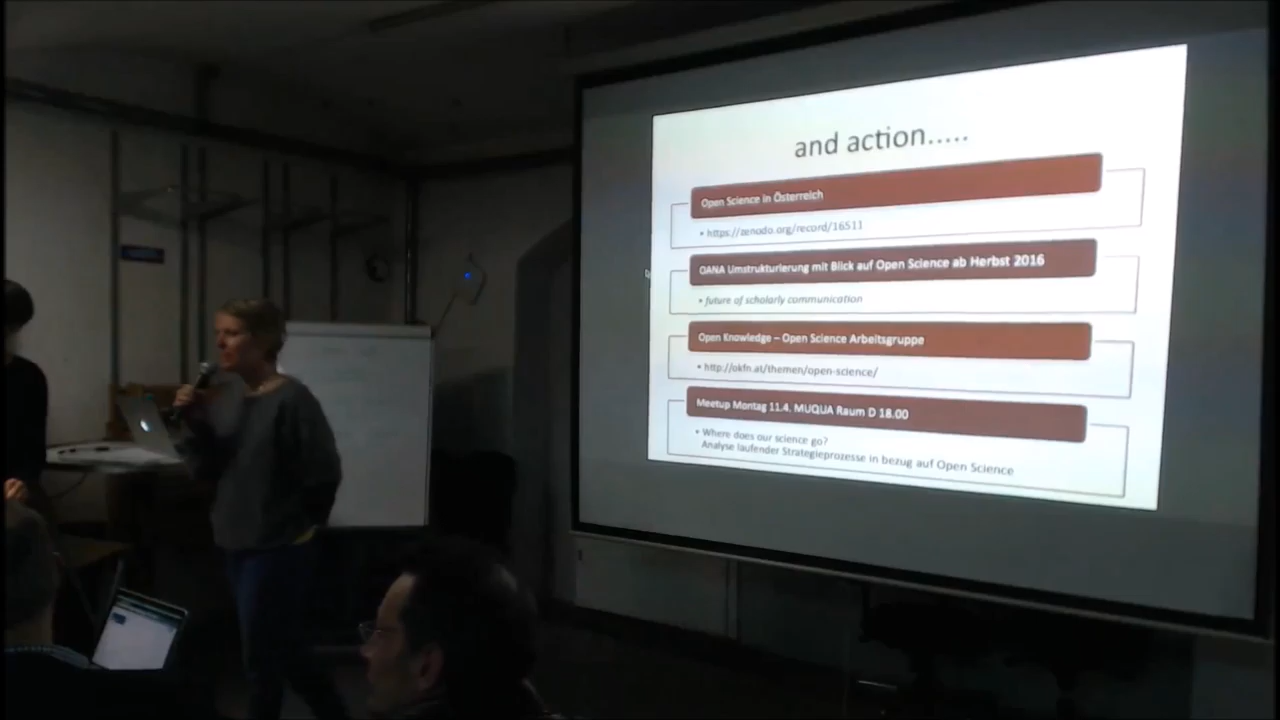 and action.....
Open Science in Österreich
• https://zenodo.org/record/16511
OANA Umstrukturierung mit Blick auf Open Science ab Herbst 2016
• future of scholarly communication
Open Knowledge – Open Science Arbeitsgruppe
• http://okfn.at/themen/open-science/
Meetup Montag 11.4. MUQUA Raum D 18.00
• Where does our science go?
Analyse laufender Strategieprozesse in bezug auf Open Science